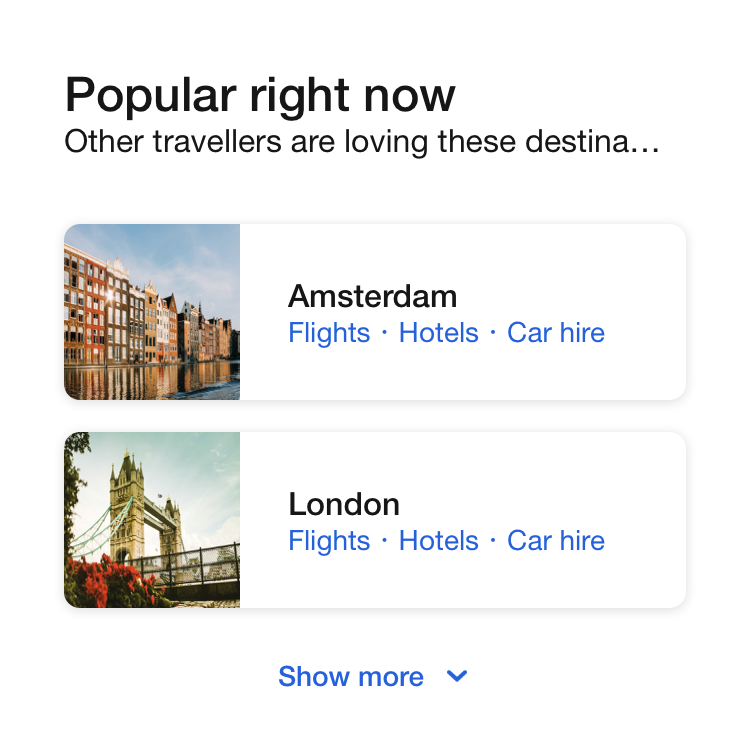 Popular right now
Other travellers are loving these destina…
Amsterdam
Flights · Hotels · Car hire
London
Flights · Hotels · Car hire
Show more